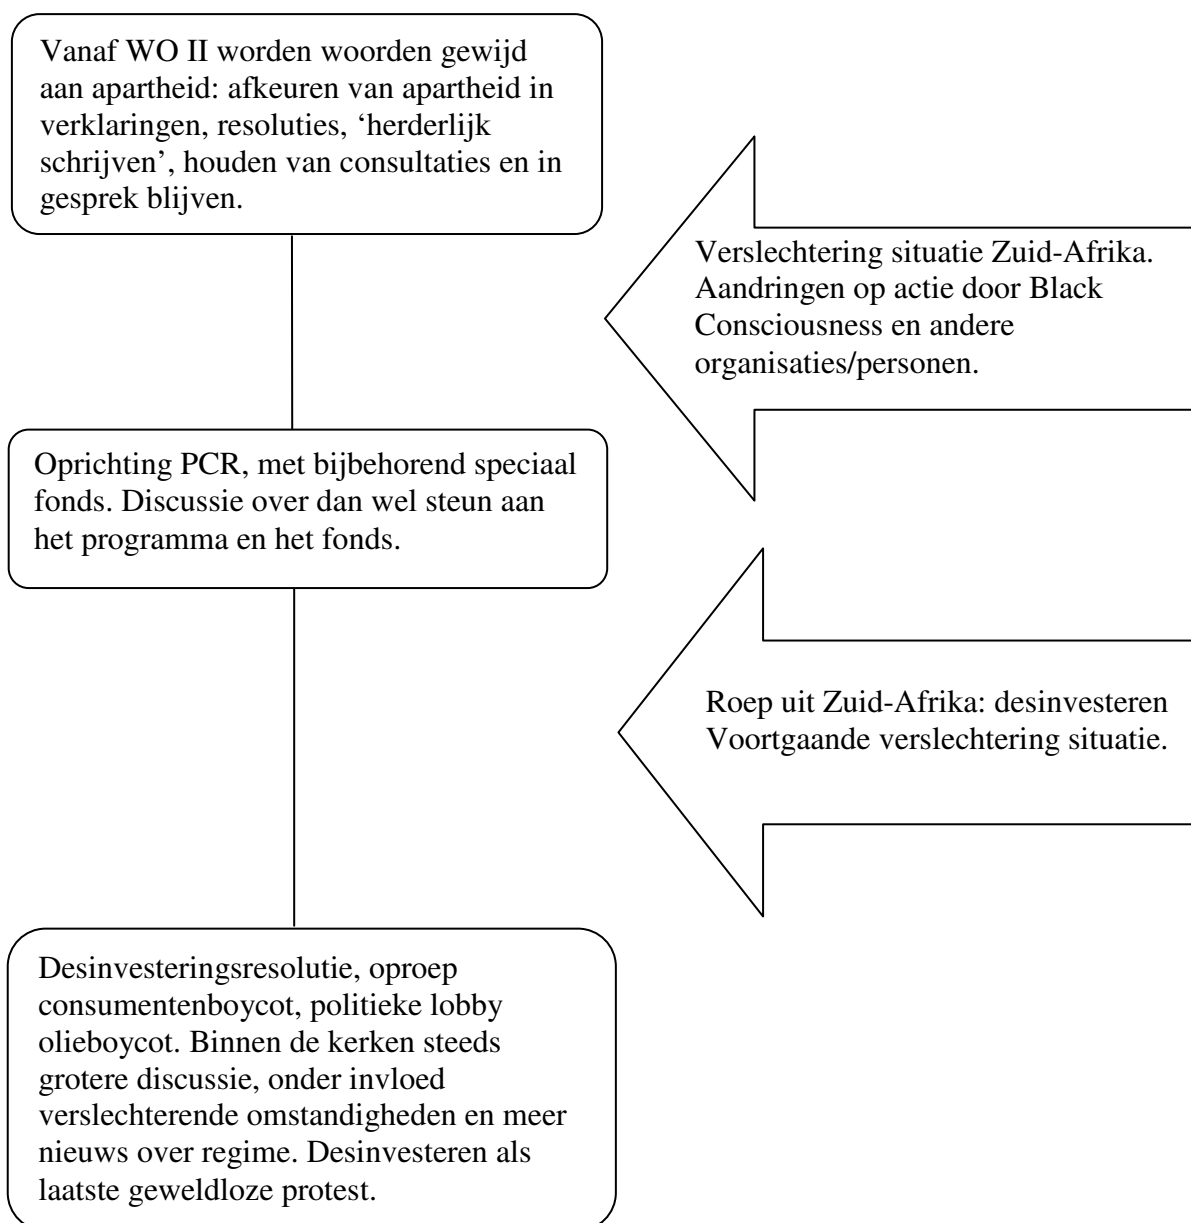 Vanaf WO II worden woorden gewijd
aan apartheid: afkeuren van apartheid in
verklaringen, resoluties, ‘herderlijk
schrijven’, houden van consultaties en in
gesprek blijven.
Verslechtering situatie Zuid-Afrika.
Aandringen op actie door Black
Consciousness en andere
organisaties/personen.
Oprichting PCR, met bijbehorend speciaal
fonds. Discussie over dan wel steun aan
het programma en het fonds.
Roep uit Zuid-Afrika: desinvesteren
Voortgaande verslechtering situatie.
Desinvesteringsresolutie, oproep
consumentenboycot, politieke lobby
olieboycot. Binnen de kerken steeds
grotere discussie, onder invloed
verslechterende omstandigheden en meer
nieuws over regime. Desinvesteren als
laatste geweldloze protest.